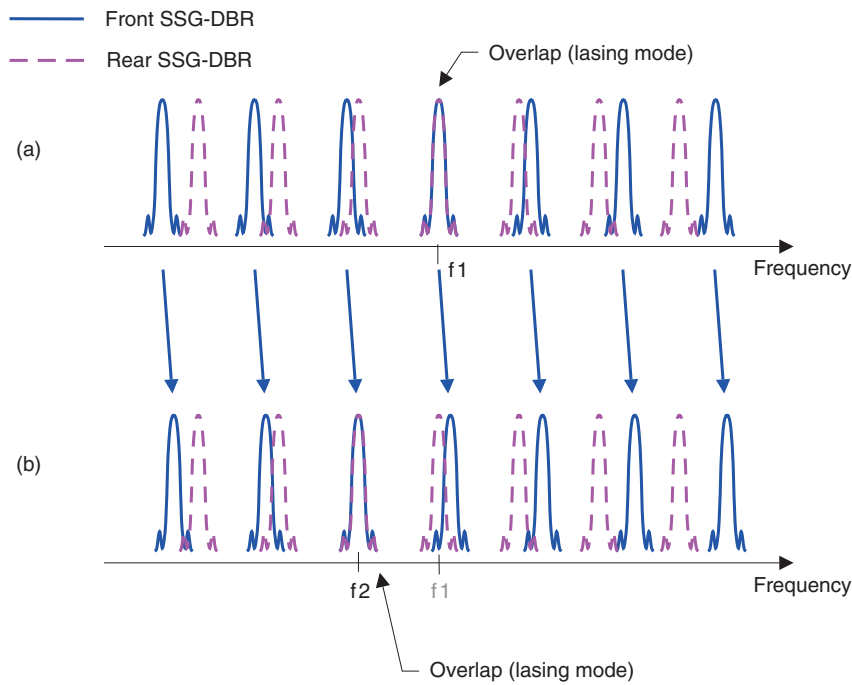 Front SSG-DBR
Rear SSG-DBR
Overlap (lasing mode)
(a)
f1
Frequency
(b)
f2
f1
Frequency
Overlap (lasing mode)